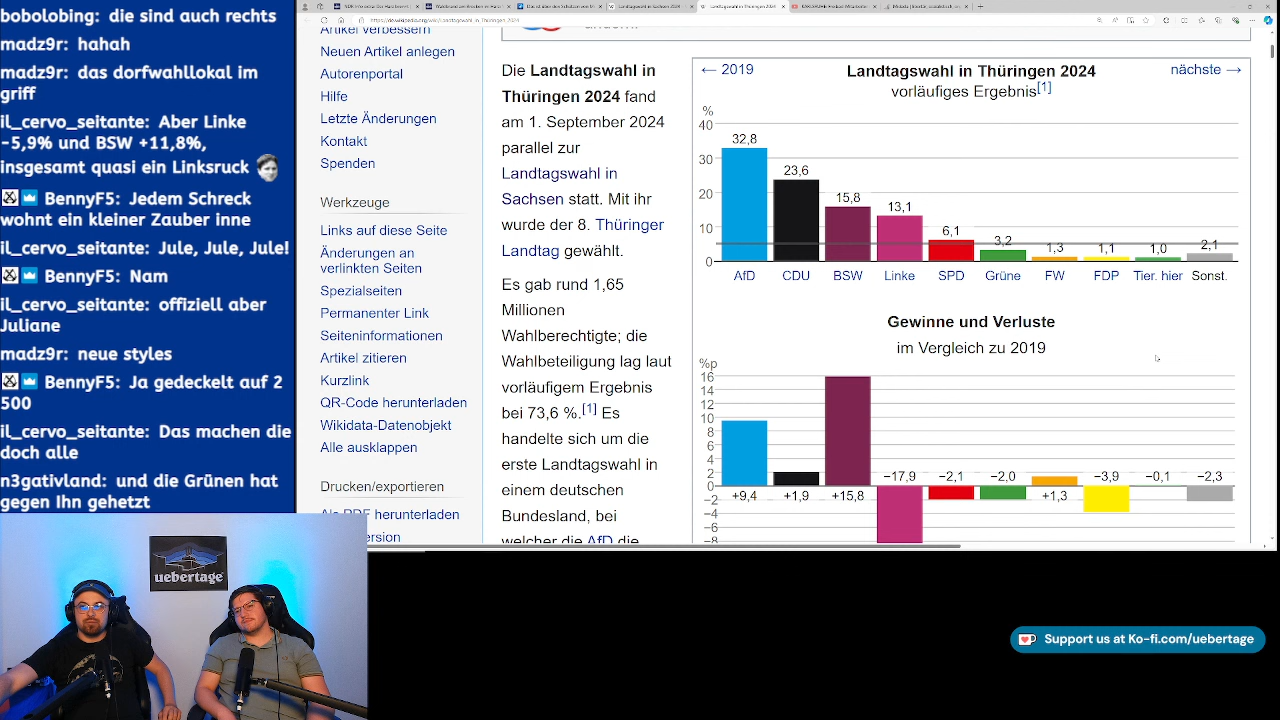 bobolobing: die sind auch rechts
madz9r: hahah
madz9r: das dorfwahllokal im
griff
il_cervo_seitante: Aber Linke
-5,9% und BSW +11,8%,
insgesamt quasi ein Linksruck
BennyF5: Jedem Schreck
wohnt ein kleiner Zauber inne
il_cervo_seitante: Jule, Jule, Jule!
BennyF5: Nam
il_cervo_seitante: offiziell aber
Juliane
madz9r: neue styles
BennyF5: Ja gedeckelt auf 2
500
il_cervo_seitante: Das machen die
doch alle
n3gativland: und die Grünen hat
gegen Ihn gehetzt
uebertage
Artikel verbessern
Neuen Artikel anlegen
Autorenportal
Hilfe
Letzte Änderungen
Kontakt
Spenden
Werkzeuge
Links auf diese Seite
Änderungen an
verlinkten Seiten
Spezialseiten
Permanenter Link
Seiteninformationen
Artikel zitieren
Kurzlink
QR-Code herunterladen
Wikidata-Datenobjekt
Alle ausklappen
Drucken/exportieren
Als PDF herunterladen
Die Landtagswahl in
Thüringen 2024 fand
am 1. September 2024
parallel zur
Landtagswahl in
Sachsen statt. Mit ihr
wurde der 8. Thüringer
Landtag gewählt.
Es gab rund 1,65
Millionen
Wahlberechtigte; die
Wahlbeteiligung lag laut
vorläufigem Ergebnis
bei 73,6 %.[1] Es
handelte sich um die
erste Landtagswahl in
einem deutschen
Bundesland, bei
welcher die AfD die
← 2019 Landtagswahl in Thüringen 2024 nächste →
vorläufiges Ergebnis[1]
%
40
30
20
10
0
32,8 23,6 15,8 13,1 6,1 3,2 1,3 1,1 1,0 2,1
AfD CDU BSW Linke SPD Grüne FW FDP Tier. hier Sonst.
Gewinne und Verluste
im Vergleich zu 2019
%p
16
14
12
10
8
6
4
2
0
−2
−4
−6
−8
+9,4 +1,9 +15,8 −17,9 −2,1 −2,0 +1,3 −3,9 −0,1 −2,3
Support us at Ko-fi.com/uebertage